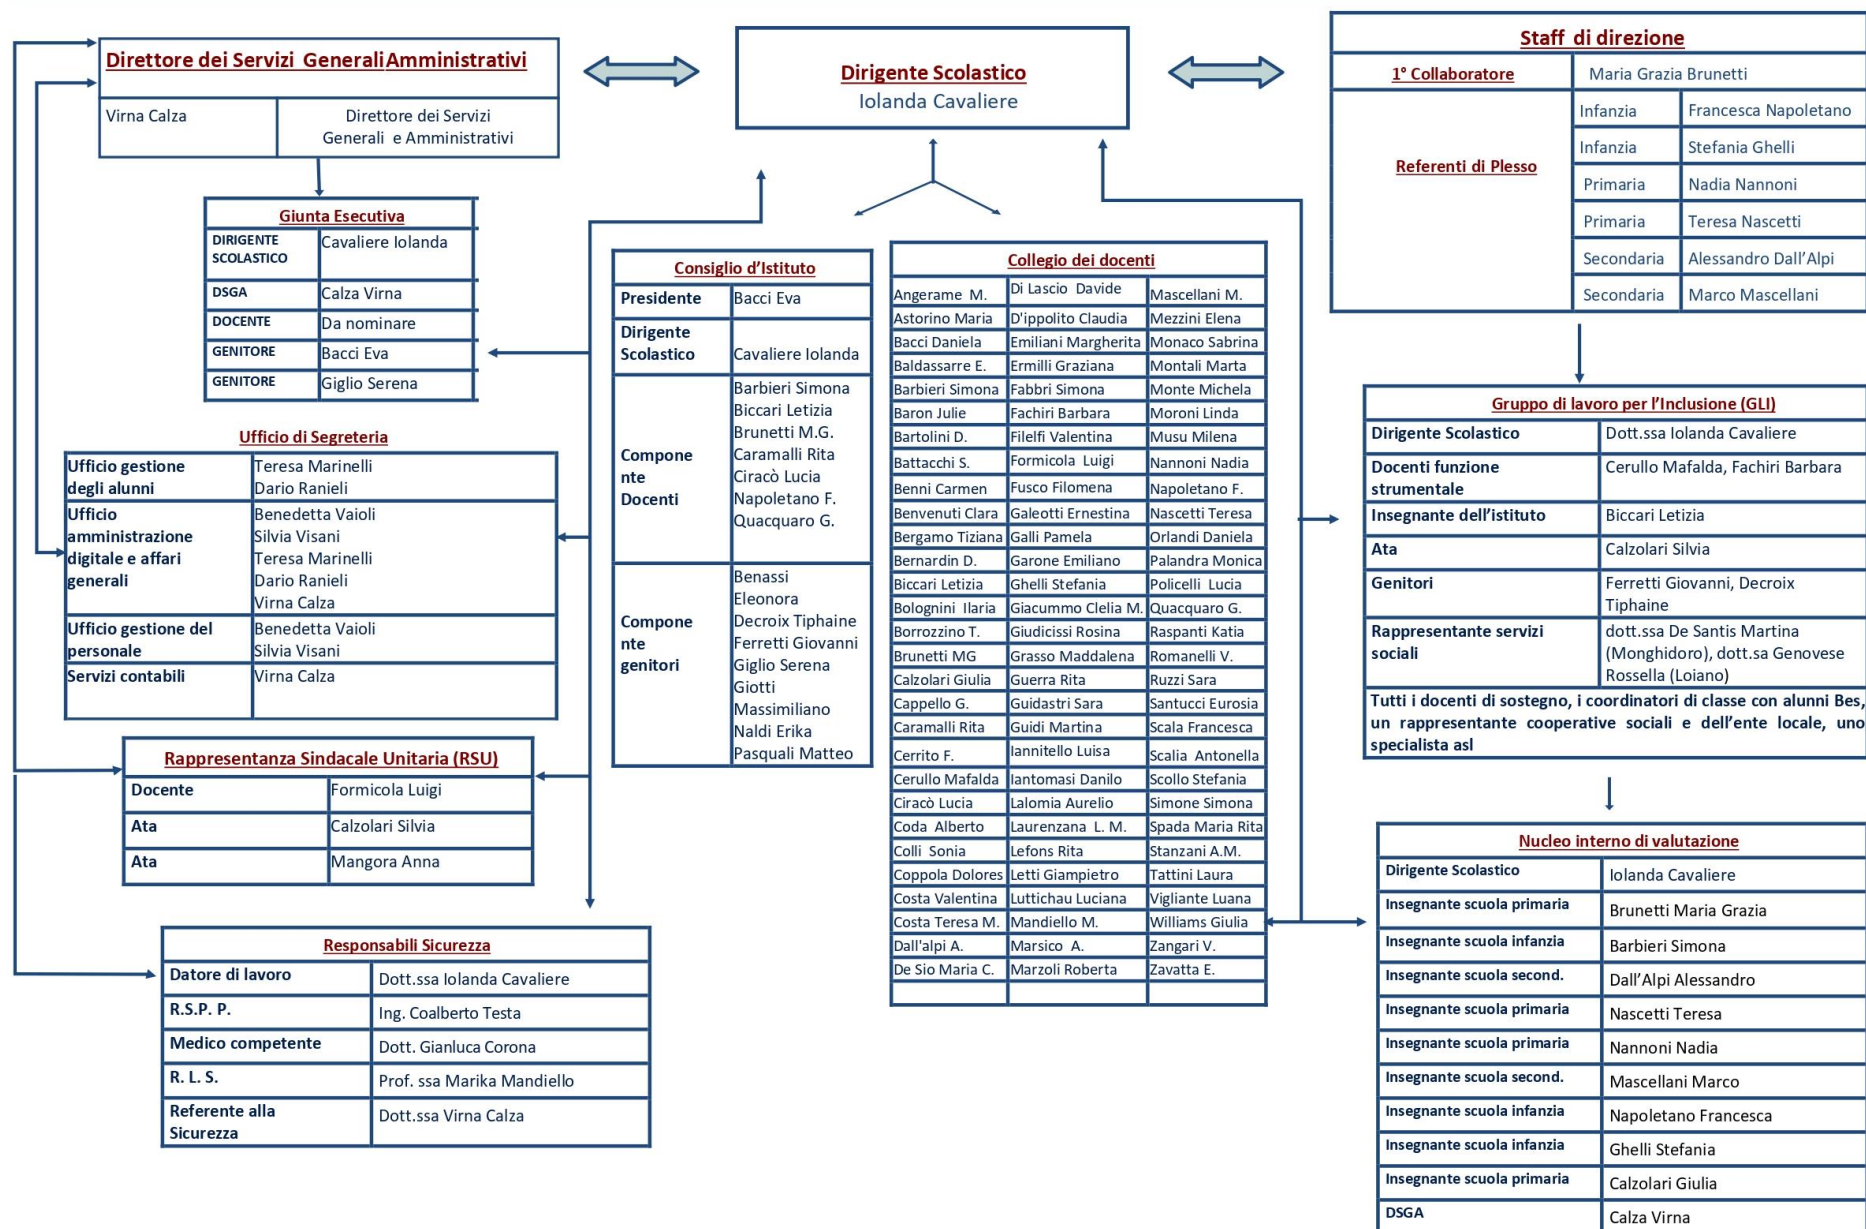 Direttore dei Servizi Generali Amministrativi
Virna Calza
Direttore dei Servizi
Generali e Amministrativi
Dirigente Scolastico
Iolanda Cavaliere
Staff di direzione
1° Collaboratore Maria Grazia Brunetti
Referenti di Plesso
Infanzia Francesca Napoletano
Infanzia Stefania Ghelli
Primaria Nadia Nannoni
Primaria Teresa Nascetti
Secondaria Alessandro Dall'Alpi
Secondaria Marco Mascellani
Giunta Esecutiva
DIRIGENTE SCOLASTICO Cavaliere Iolanda
DSGA Calza Virna
DOCENTE Da nominare
GENITORE Bacci Eva
GENITORE Giglio Serena
Ufficio di Segreteria
Ufficio gestione
degli alunni
Teresa Marinelli
Dario Ranieli
Ufficio
amministrazione
digitale e affari
generali
Benedetta Vaioli
Silvia Visani
Teresa Marinelli
Dario Ranieli
Virna Calza
Ufficio gestione del
personale
Benedetta Vaioli
Silvia Visani
Servizi contabili Virna Calza
Rappresentanza Sindacale Unitaria (RSU)
Docente Formicola Luigi
Ata Calzolari Silvia
Ata Mangora Anna
Responsabili Sicurezza
Datore di lavoro Dott.ssa Iolanda Cavaliere
R.S.P. P. Ing. Coalberto Testa
Medico competente Dott. Gianluca Corona
R. L. S. Prof. ssa Marika Mandiello
Referente alla
Sicurezza
Dott.ssa Virna Calza
Consiglio d'Istituto
Presidente Bacci Eva
Dirigente
Scolastico Cavaliere Iolanda
Compone
nte
Docenti
Barbieri Simona
Biccari Letizia
Brunetti M.G.
Caramalli Rita
Ciracò Lucia
Napoletano F.
Quacquaro G.
Compone
nte
genitori
Benassi
Eleonora
Decroix Tiphaine
Ferretti Giovanni
Giglio Serena
Giotti
Massimiliano
Naldi Erika
Pasquali Matteo
Collegio dei docenti
Angerame M. Di Lascio Davide Mascellani M.
Astorino Maria D'ippolito Claudia Mezzini Elena
Bacci Daniela Emiliani Margherita Monaco Sabrina
Baldassarre E. Ermilli Graziana Montali Marta
Barbieri Simona Fabbri Simona Monte Michela
Baron Julie Fachiri Barbara Moroni Linda
Bartolini D. Filelfi Valentina Musu Milena
Battacchi S. Formicola Luigi Nannoni Nadia
Benni Carmen Fusco Filomena Napoletano F.
Benvenuti Clara Galeotti Ernestina Nascetti Teresa
Bergamo Tiziana Galli Pamela Orlandi Daniela
Bernardin D. Garone Emiliano Palandra Monica
Biccari Letizia Ghelli Stefania Policelli Lucia
Bolognini Ilaria Giacummo Clelia M. Quacquaro G.
Borrozzino T. Giudicissi Rosina Raspanti Katia
Brunetti MG Grasso Maddalena Romanelli V.
Calzolari Giulia Guerra Rita Ruzzi Sara
Cappello G. Guidastri Sara Santucci Eurosia
Caramalli Rita Guidi Martina Scala Francesca
Cerrito F. Iannitello Luisa Scalia Antonella
Cerullo Mafalda Iantomasi Danilo Scollo Stefania
Ciracò Lucia Lalomia Aurelio Simone Simona
Coda Alberto Laurenzana L. M. Spada Maria Rita
Colli Sonia Lefons Rita Stanzani A.M.
Coppola Dolores Letti Giampietro Tattini Laura
Costa Valentina Luttichau Luciana Vigliante Luana
Costa Teresa M. Mandiello M. Williams Giulia
Dall'alpi A. Marsico A. Zangari V.
De Sio Maria C. Marzoli Roberta Zavatta E.
Gruppo di lavoro per l'Inclusione (GLI)
Dirigente Scolastico Dott.ssa Iolanda Cavaliere
Docenti funzione
strumentale
Cerullo Mafalda, Fachiri Barbara
Insegnante dell'istituto Biccari Letizia
Ata Calzolari Silvia
Genitori Ferretti Giovanni, Decroix
Tiphaine
Rappresentante servizi
sociali
dott.ssa De Santis Martina
(Monghidoro), dott.sa Genovese
Rossella (Loiano)
Tutti i docenti di sostegno, i coordinatori di classe con alunni Bes,
un rappresentante cooperative sociali e dell'ente locale, uno
specialista asl
Nucleo interno di valutazione
Dirigente Scolastico Iolanda Cavaliere
Insegnante scuola primaria Brunetti Maria Grazia
Insegnante scuola infanzia Barbieri Simona
Insegnante scuola second. Dall'Alpi Alessandro
Insegnante scuola primaria Nascetti Teresa
Insegnante scuola primaria Nannoni Nadia
Insegnante scuola second. Mascellani Marco
Insegnante scuola infanzia Napoletano Francesca
Insegnante scuola infanzia Ghelli Stefania
Insegnante scuola primaria Calzolari Giulia
DSGA Calza Virna